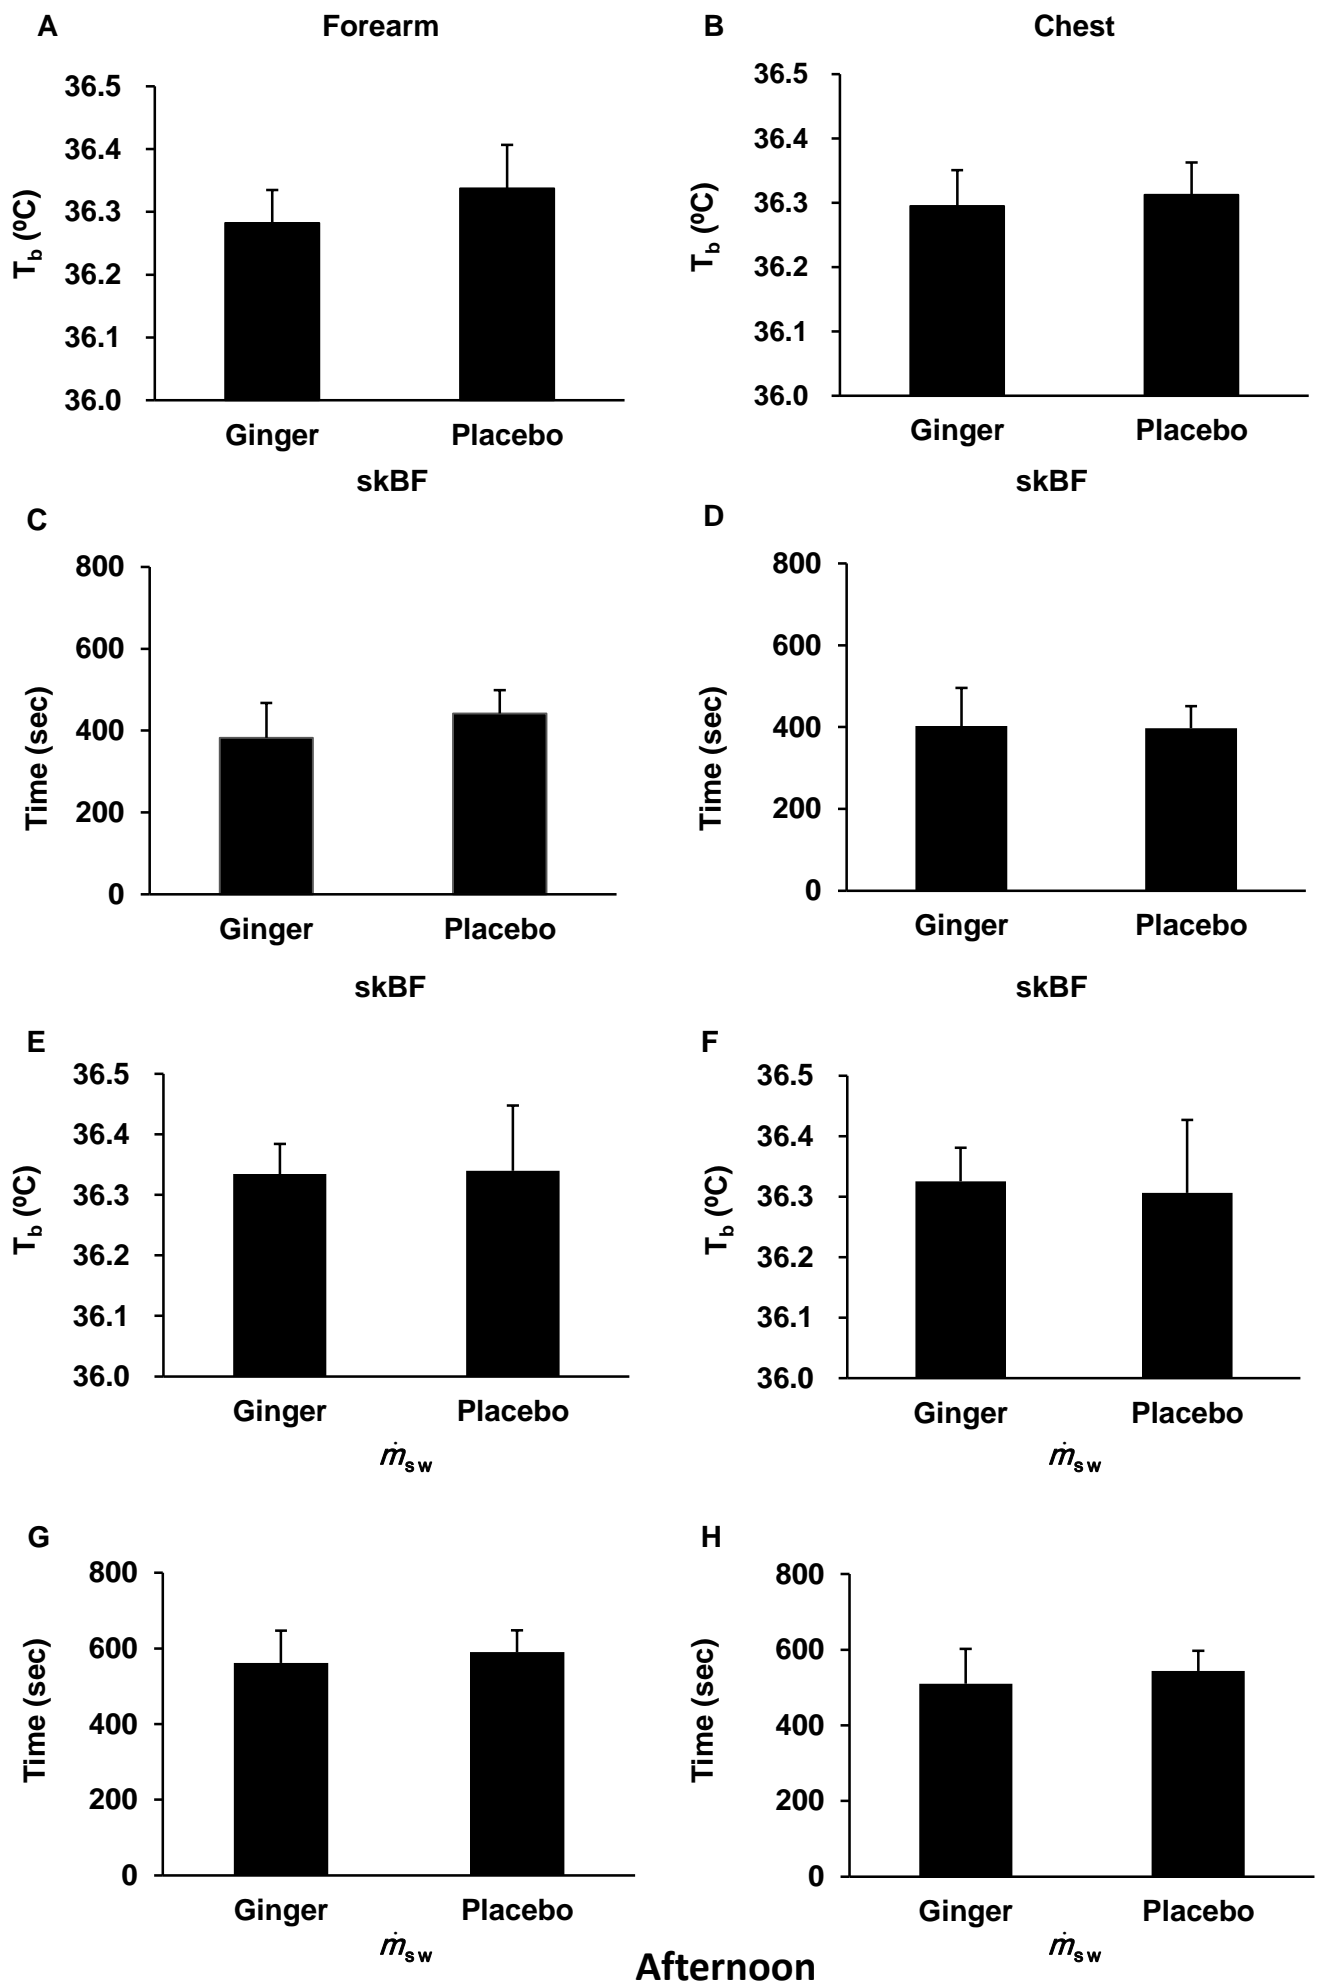 A Forearm B Chest
36.5 36.5
36.4 36.4
36.3 36.3
36.2 36.2
36.1 36.1
36.0 36.0
Tb (ºC) Tb (ºC)
Ginger Placebo Ginger Placebo
skBF skBF
C D
800 800
600 600
400 400
200 200
0 0
Time (sec) Time (sec)
Ginger Placebo Ginger Placebo
skBF skBF
E F
36.5 36.5
36.4 36.4
36.3 36.3
36.2 36.2
36.1 36.1
36.0 36.0
Tb (ºC) Tb (ºC)
Ginger Placebo Ginger Placebo
ṁsw ṁsw
G H
800 800
600 600
400 400
200 200
0 0
Time (sec) Time (sec)
Ginger Placebo Ginger Placebo
ṁsw ṁsw
Afternoon